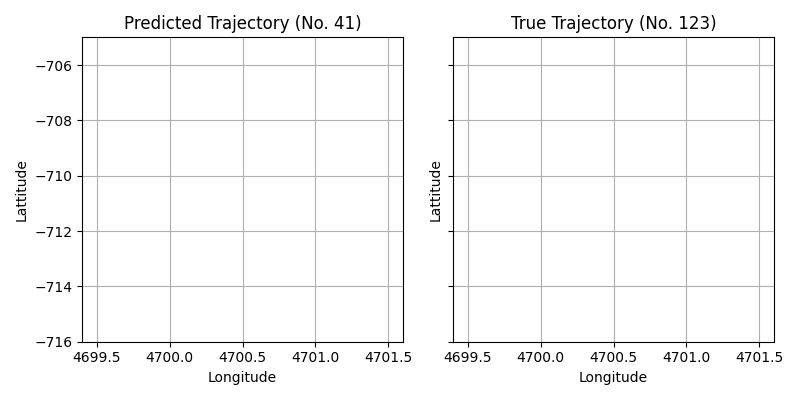 Predicted Trajectory (No. 41)
True Trajectory (No. 123)
Lattitude
−706
−708
−710
−712
−714
−716
4699.5 4700.0 4700.5 4701.0 4701.5
Longitude
Lattitude
4699.5 4700.0 4700.5 4701.0 4701.5
Longitude